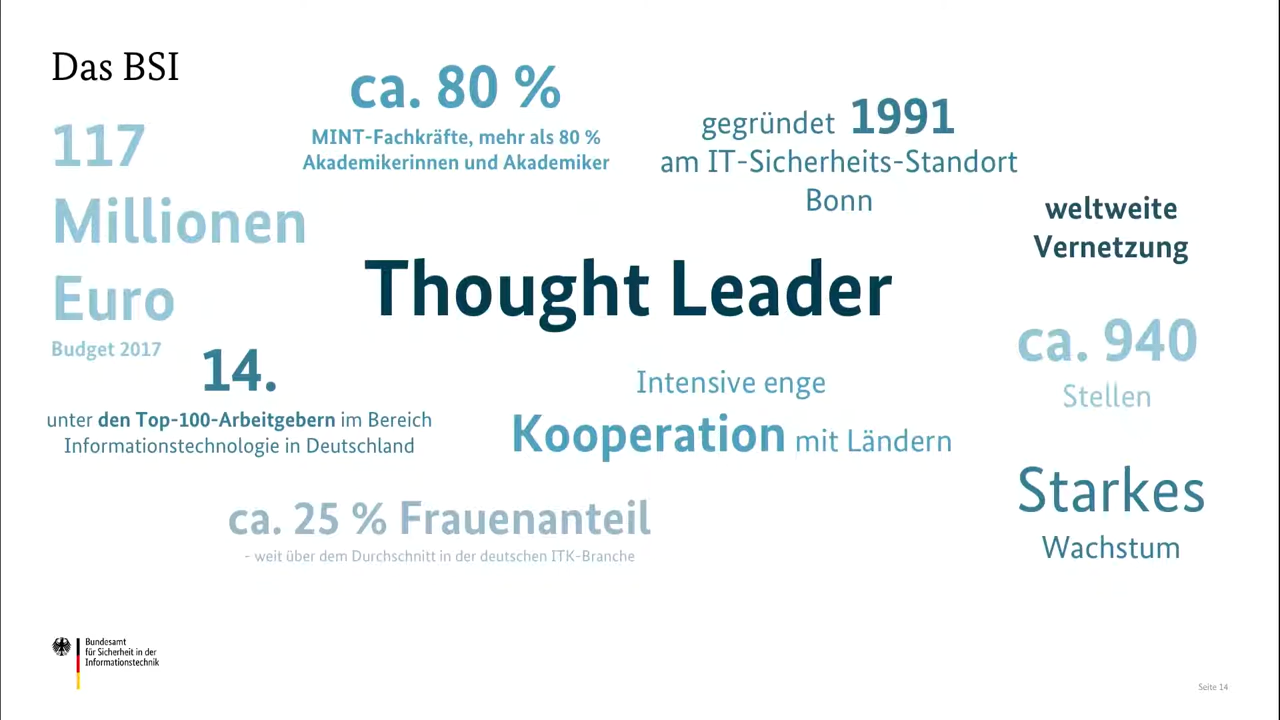 Das BSI
ca. 80 %
MINT-Fachkräfte, mehr als 80 %
Akademikerinnen und Akademiker
gegründet 1991
am IT-Sicherheits-Standort
Bonn
117
Millionen
Euro
Budget 2017
weltweite
Vernetzung
Thought Leader
ca. 940
Stellen
14.
unter den Top-100-Arbeitgebern im Bereich
Informationstechnologie in Deutschland
Intensive enge
Kooperation mit Ländern
Starkes
Wachstum
ca. 25 % Frauenanteil
- weit über dem Durchschnitt in der deutschen ITK-Branche
Bundesamt
für Sicherheit in der
Informationstechnik
Seite 14